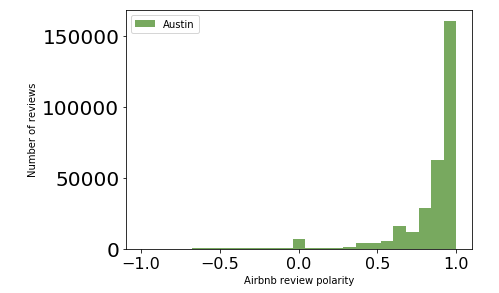 Austin
Number of reviews
150000
100000
50000
0
−1.0 −0.5 0.0 0.5 1.0
Airbnb review polarity